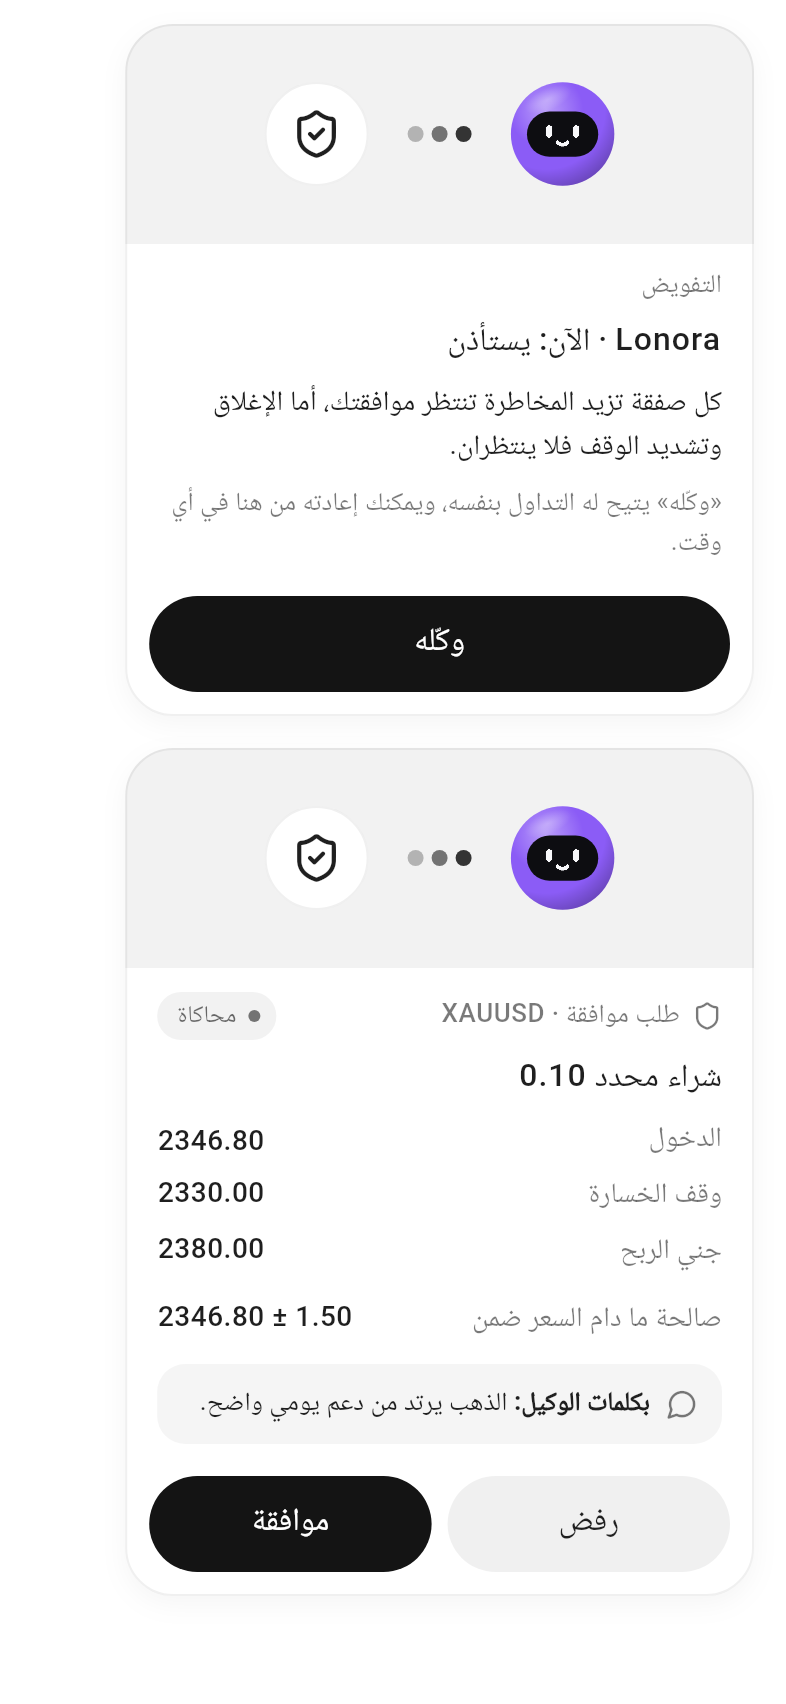 التفويض
Lonora · الآن: يستأذن
كل صفقة تزيد المخاطرة تنتظر موافقتك، أما الإغلاق
وتشديد الوقف فلا ينتظران.
«وكّله» يتيح له التداول بنفسه، ويمكنك إعادته من هنا في أي
وقت.
وكّله
طلب موافقة · XAUUSD
محاكاة
شراء محدد 0.10
الدخول 2346.80
وقف الخسارة 2330.00
جني الربح 2380.00
صالحة ما دام السعر ضمن 2346.80 ± 1.50
بكلمات الوكيل: الذهب يرتد من دعم يومي واضح.
رفض
موافقة